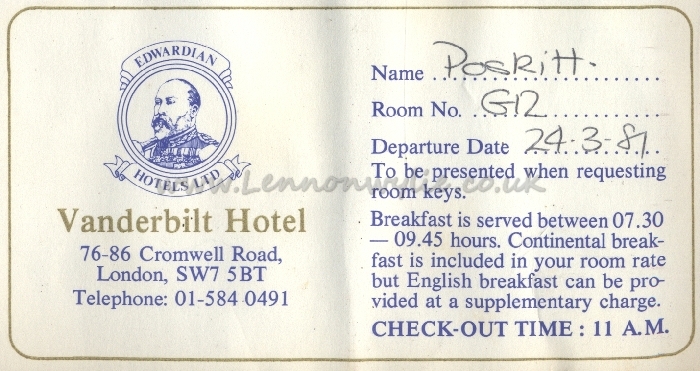 EDWARDIAN
HOTELS LTD
Vanderbilt Hotel
76-86 Cromwell Road,
London, SW7 5BT
Telephone: 01-584 0491
Name Poskitt.
Room No. G12
Departure Date 24.3.81
To be presented when requesting
room keys.
Breakfast is served between 07.30
— 09.45 hours. Continental break-
fast is included in your room rate
but English breakfast can be pro-
vided at a supplementary charge.
CHECK-OUT TIME : 11 A.M.
www.Lennonwylie.co.uk